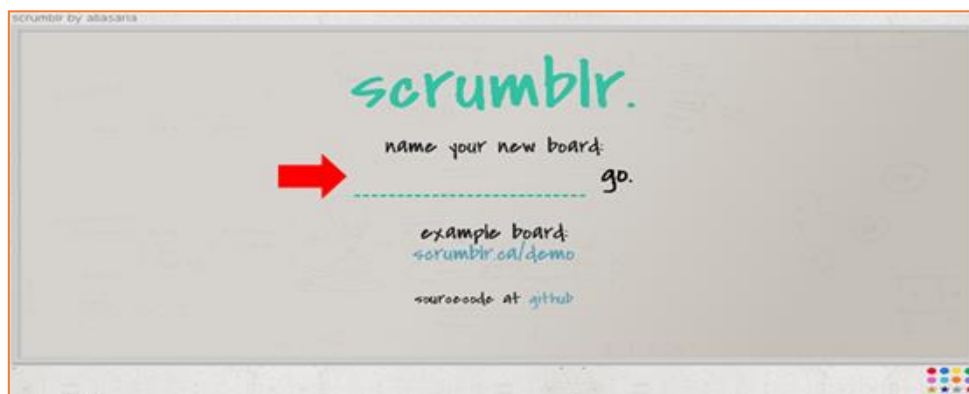 scrumblr by aliasaria
scrumblr.
name your new board:
go.
example board:
scrumblr.ca/demo
sourcecode at github